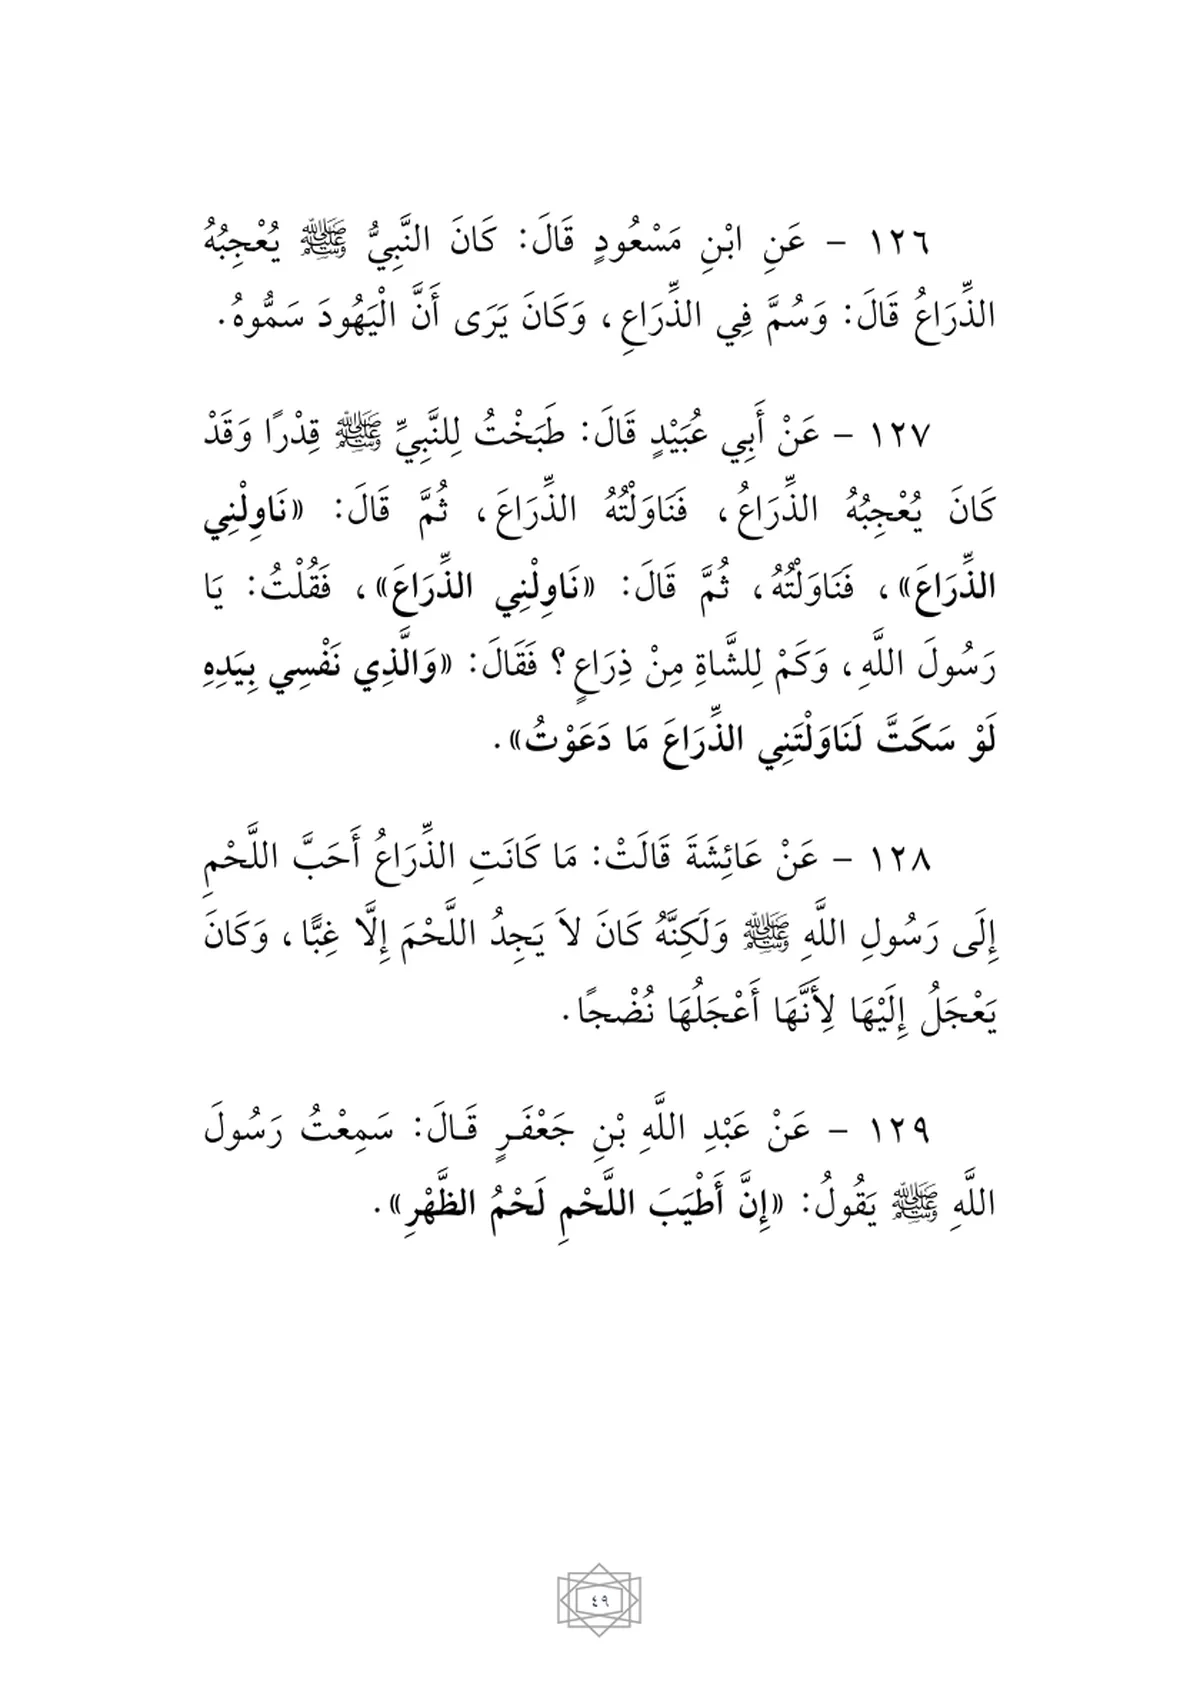 ١٢٦ – عَنِ ابْنِ مَسْعُودٍ قَالَ: كَانَ النَّبِيُّ ﷺ يُعْجِبُهُ
الذِّرَاعُ قَالَ: وَسُمَّ فِي الذِّرَاعِ، وَكَانَ يَرَى أَنَّ الْيَهُودَ سَمُّوهُ.
١٢٧ – عَنْ أَبِي عُبَيْدٍ قَالَ: طَبَخْتُ لِلنَّبِيِّ ﷺ قِدْرًا وَقَدْ
كَانَ يُعْجِبُهُ الذِّرَاعُ، فَنَاوَلْتُهُ الذِّرَاعَ، ثُمَّ قَالَ: «نَاوِلْنِي
الذِّرَاعَ»، فَنَاوَلْتُهُ، ثُمَّ قَالَ: «نَاوِلْنِي الذِّرَاعَ»، فَقُلْتُ: يَا
رَسُولَ اللَّهِ، وَكَمْ لِلشَّاةِ مِنْ ذِرَاعٍ؟ فَقَالَ: «وَالَّذِي نَفْسِي بِيَدِهِ
لَوْ سَكَتَّ لَنَاوَلْتَنِي الذِّرَاعَ مَا دَعَوْتُ».
١٢٨ – عَنْ عَائِشَةَ قَالَتْ: مَا كَانَتِ الذِّرَاعُ أَحَبَّ اللَّحْمِ
إِلَى رَسُولِ اللَّهِ ﷺ وَلَكِنَّهُ كَانَ لاَ يَجِدُ اللَّحْمَ إِلَّا غِبًّا، وَكَانَ
يَعْجَلُ إِلَيْهَا لِأَنَّهَا أَعْجَلُهَا نُضْجًا.
١٢٩ – عَنْ عَبْدِ اللَّهِ بْنِ جَعْفَـرٍ قَـالَ: سَمِعْتُ رَسُولَ
اللَّهِ ﷺ يَقُولُ: «إِنَّ أَطْيَبَ اللَّحْمِ لَحْمُ الظَّهْرِ».
٤٩